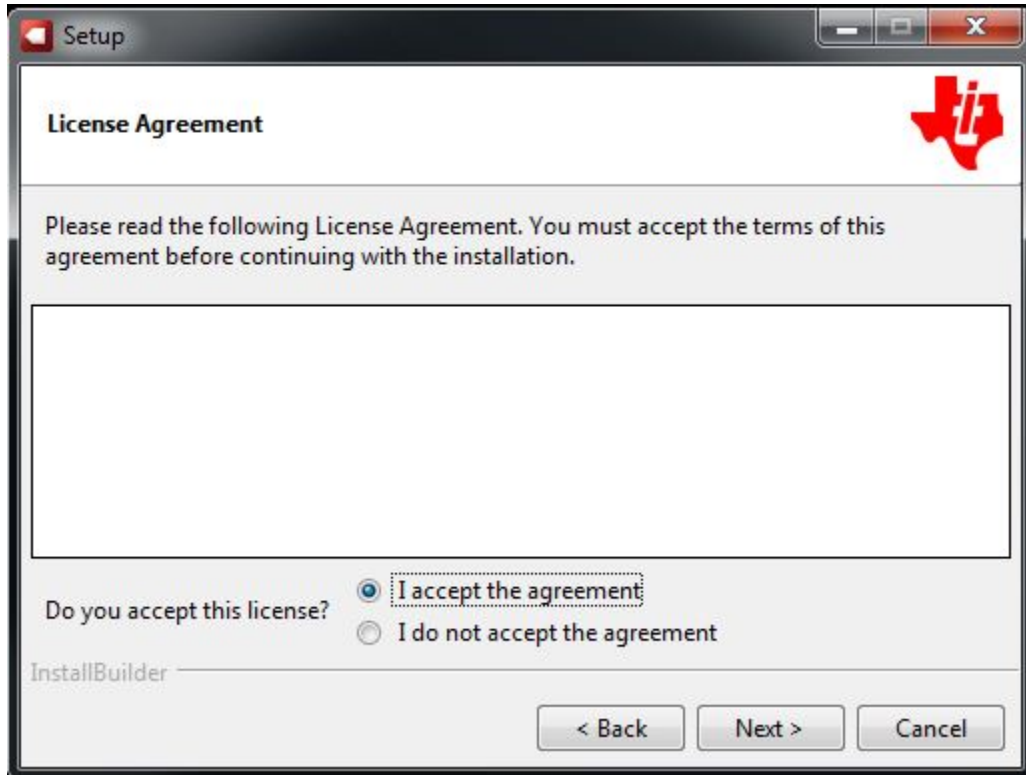 Setup
License Agreement
Please read the following License Agreement. You must accept the terms of this
agreement before continuing with the installation.
Do you accept this license?
I accept the agreement
I do not accept the agreement
InstallBuilder
< Back
Next >
Cancel